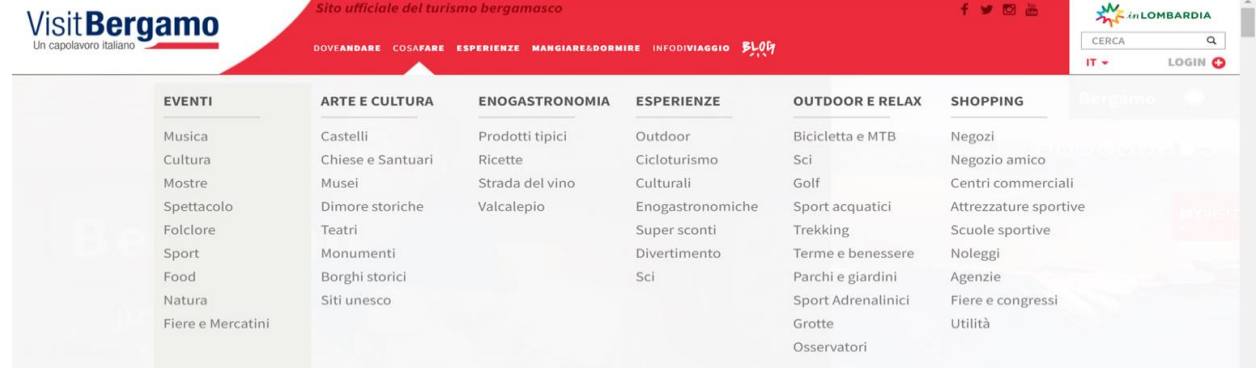 VisitBergamo
Un capolavoro italiano
Sito ufficiale del turismo bergamasco
DOVEANDARE COSAFARE ESPERIENZE MANGIARE&DORMIRE INFODIVIAGGIO BLOG
You Tube
inLOMBARDIA
CERCA
IT
LOGIN
EVENTI
Musica
Cultura
Mostre
Spettacolo
Folclore
Sport
Food
Natura
Fiere e Mercatini
ARTE E CULTURA
Castelli
Chiese e Santuari
Musei
Dimore storiche
Teatri
Monumenti
Borghi storici
Siti unesco
ENOGASTRONOMIA
Prodotti tipici
Ricette
Strada del vino
Valcalepio
ESPERIENZE
Outdoor
Cicloturismo
Culturali
Enogastronomiche
Super sconti
Divertimento
Sci
OUTDOOR E RELAX
Bicicletta e MTB
Sci
Golf
Sport acquatici
Trekking
Terme e benessere
Parchi e giardini
Sport Adrenalinici
Grotte
Osservatori
SHOPPING
Negozi
Negozio amico
Centri commerciali
Attrezzature sportive
Scuole sportive
Noleggi
Agenzie
Fiere e congressi
Utilità
Bergamo